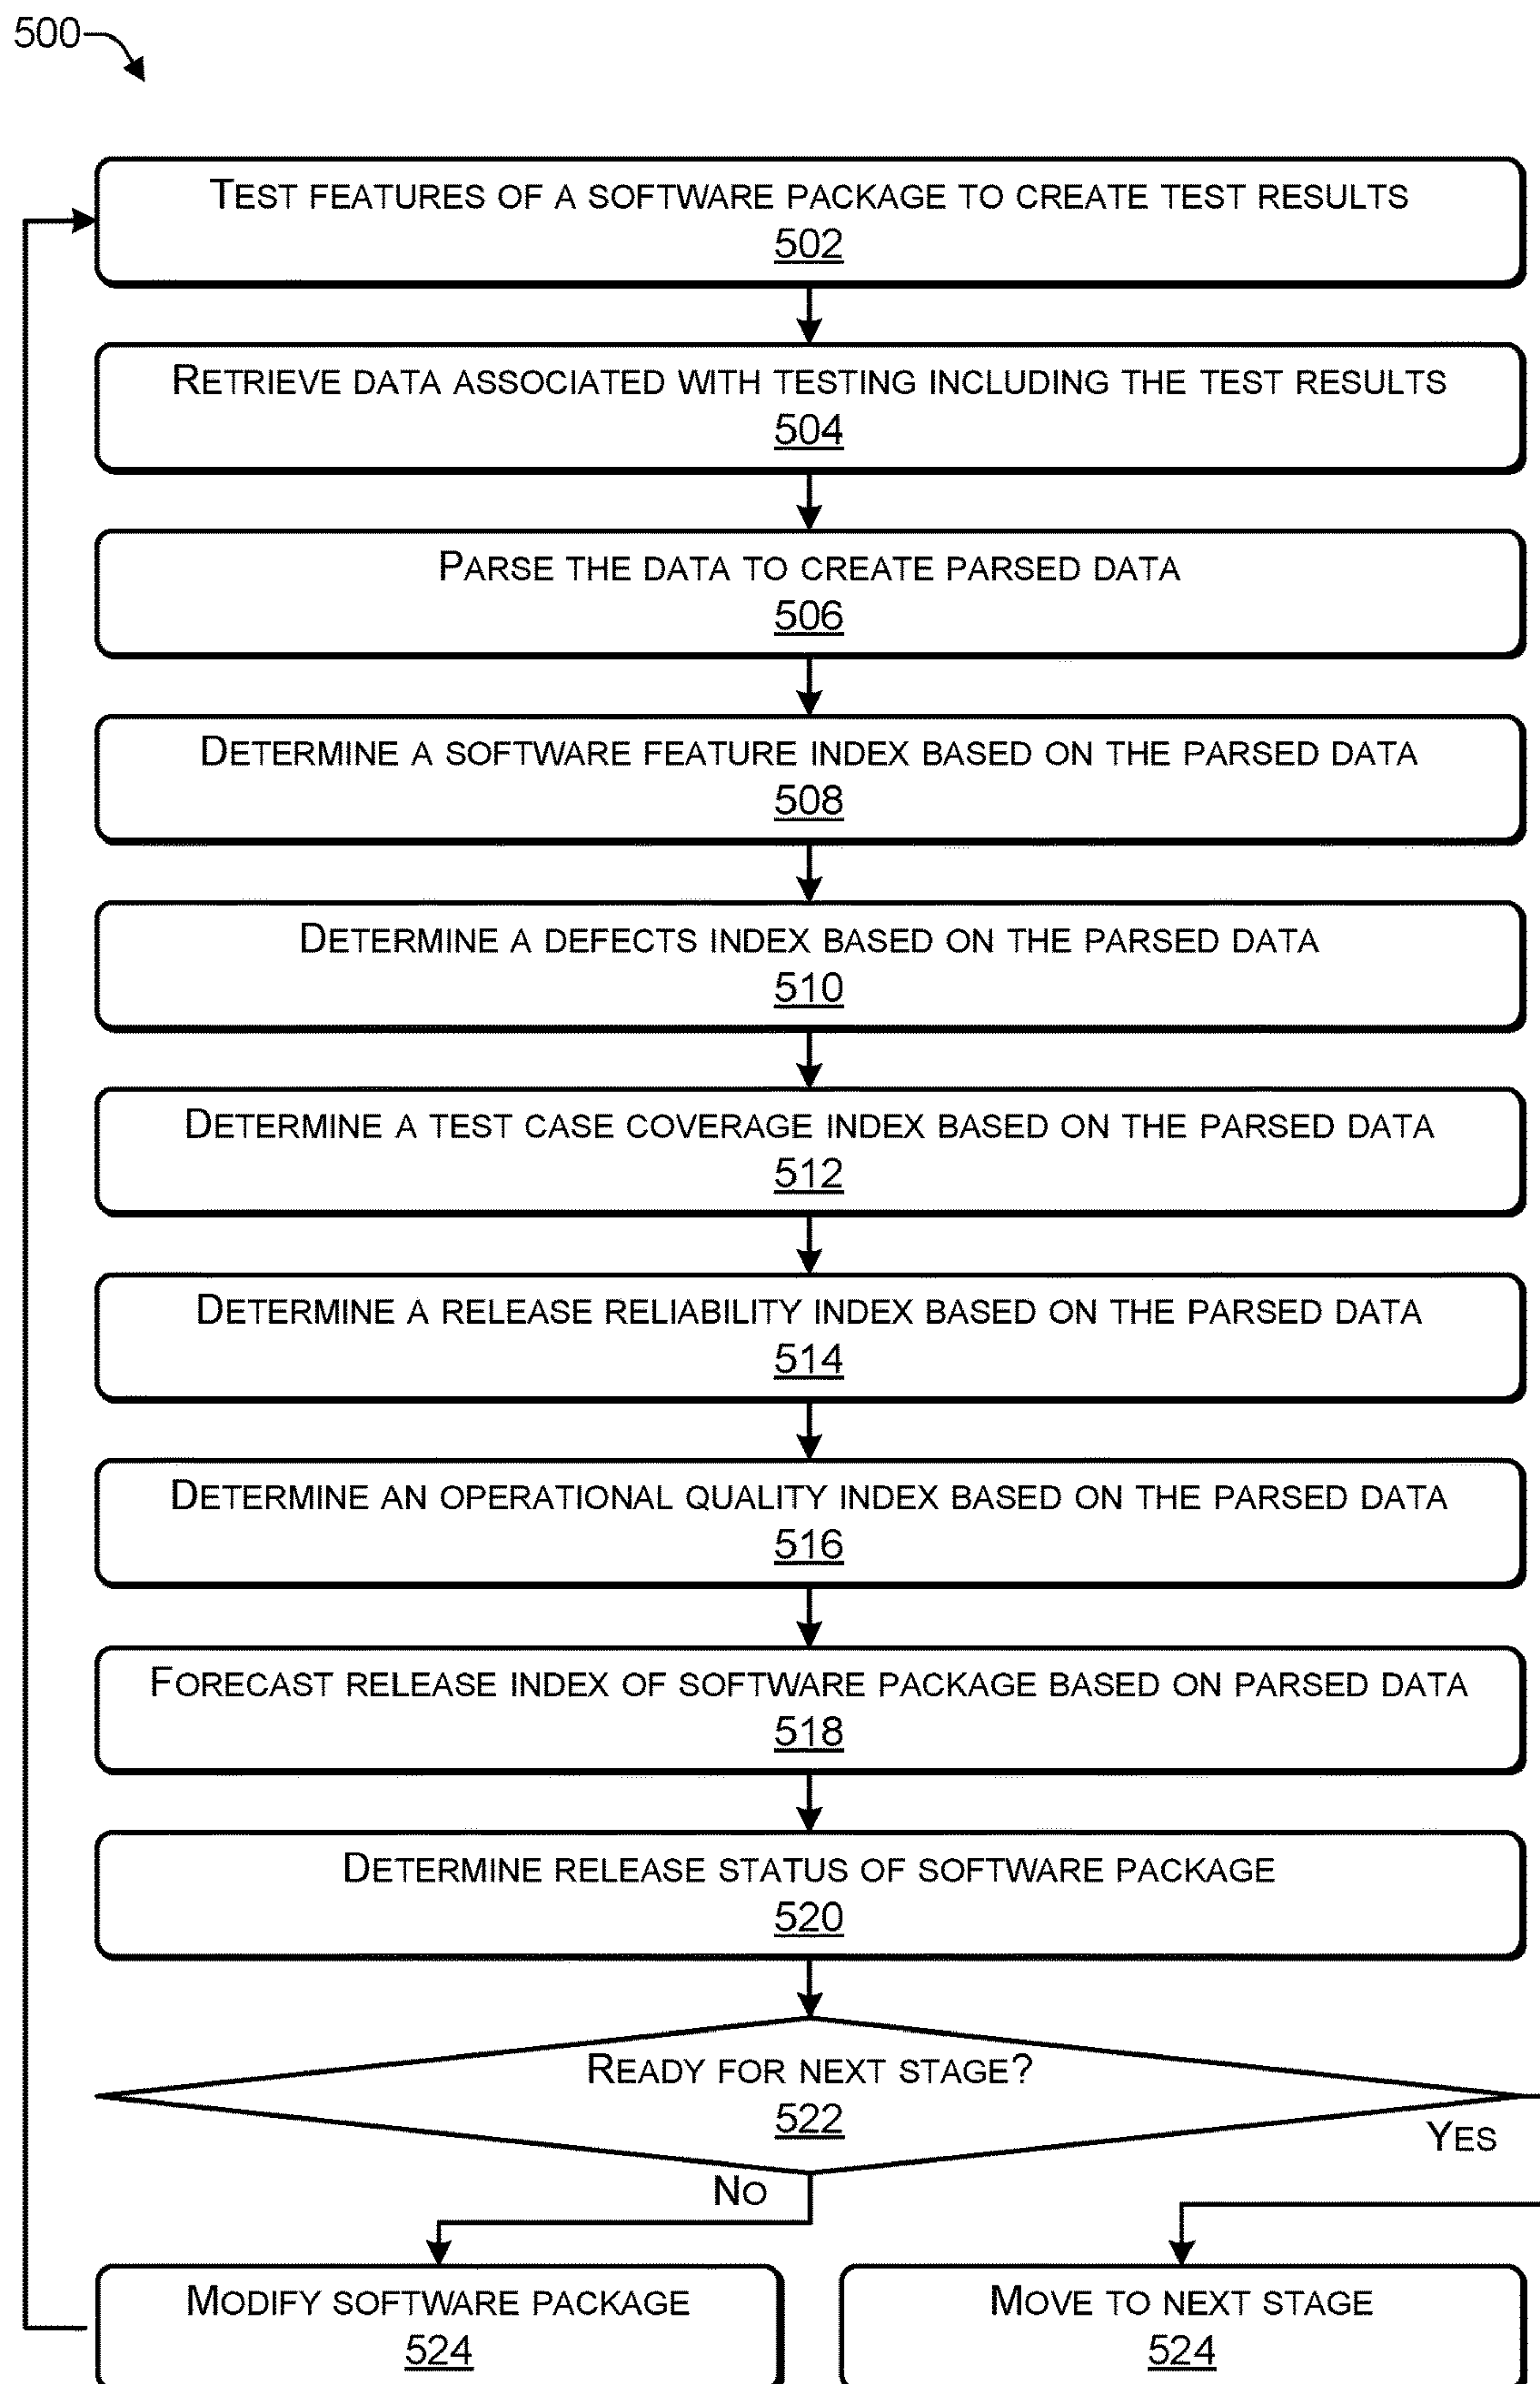 500
TEST FEATURES OF A SOFTWARE PACKAGE TO CREATE TEST RESULTS
502
RETRIEVE DATA ASSOCIATED WITH TESTING INCLUDING THE TEST RESULTS
504
PARSE THE DATA TO CREATE PARSED DATA
506
DETERMINE A SOFTWARE FEATURE INDEX BASED ON THE PARSED DATA
508
DETERMINE A DEFECTS INDEX BASED ON THE PARSED DATA
510
DETERMINE A TEST CASE COVERAGE INDEX BASED ON THE PARSED DATA
512
DETERMINE A RELEASE RELIABILITY INDEX BASED ON THE PARSED DATA
514
DETERMINE AN OPERATIONAL QUALITY INDEX BASED ON THE PARSED DATA
516
FORECAST RELEASE INDEX OF SOFTWARE PACKAGE BASED ON PARSED DATA
518
DETERMINE RELEASE STATUS OF SOFTWARE PACKAGE
520
READY FOR NEXT STAGE?
522
YES
NO
MODIFY SOFTWARE PACKAGE
524
MOVE TO NEXT STAGE
524